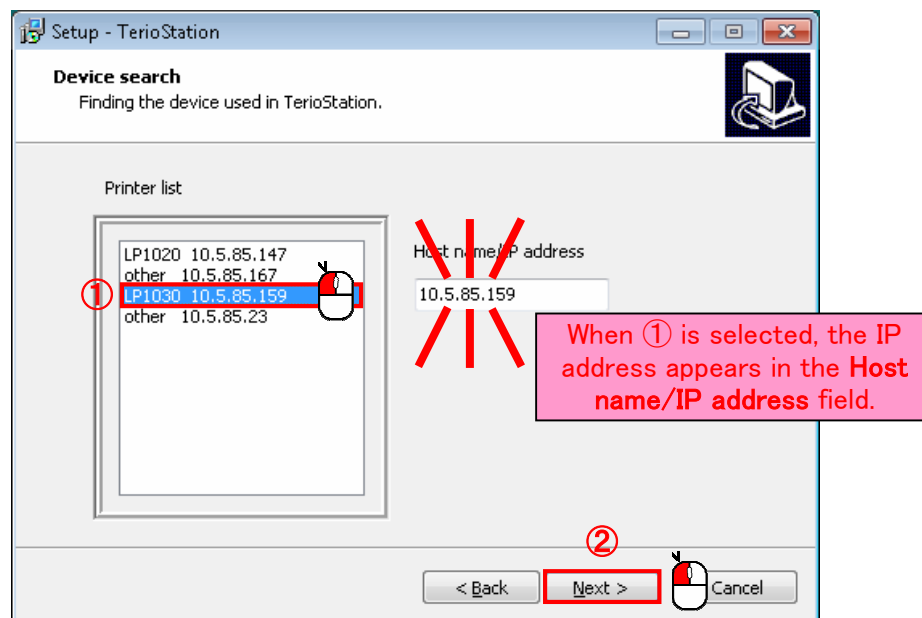 Setup - TerioStation
Device search
Finding the device used in TerioStation.
Printer list
LP1020 10.5.85.147
other 10.5.85.167
① LP1030 10.5.85.159
other 10.5.85.23
Host name/IP address
10.5.85.159
When ① is selected, the IP
address appears in the Host
name/IP address field.
②
< Back
Next >
Cancel